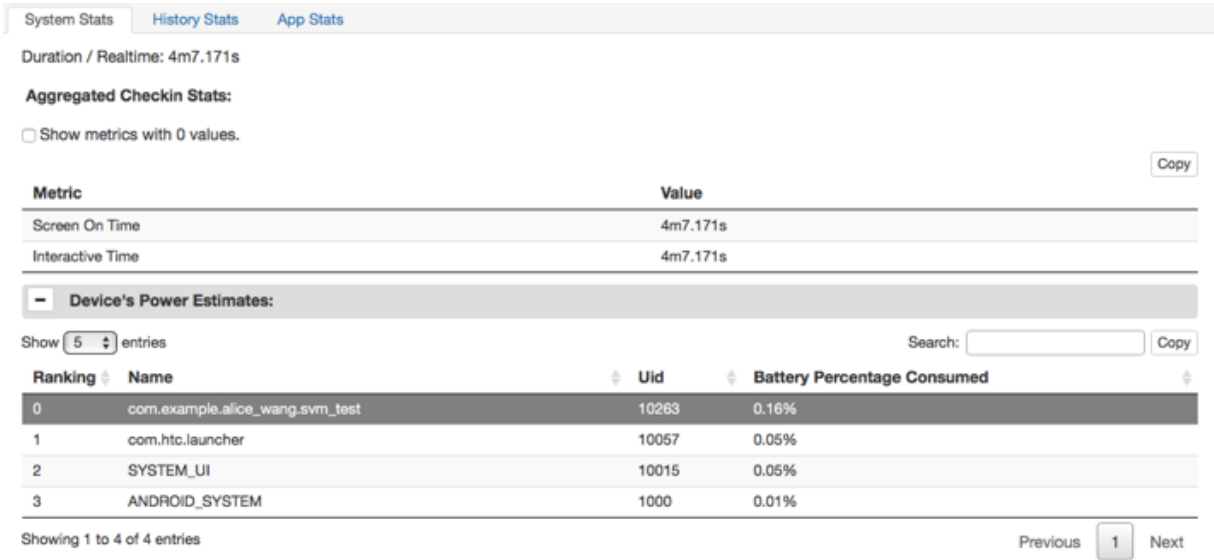 System Stats History Stats App Stats
Duration / Realtime: 4m7.171s
Aggregated Checkin Stats:
Show metrics with 0 values.
Copy
Metric Value
Screen On Time 4m7.171s
Interactive Time 4m7.171s
− Device's Power Estimates:
Show 5 entries Search: Copy
Ranking Name Uid Battery Percentage Consumed
0 com.example.alice_wang.svm_test 10263 0.16%
1 com.htc.launcher 10057 0.05%
2 SYSTEM_UI 10015 0.05%
3 ANDROID_SYSTEM 1000 0.01%
Showing 1 to 4 of 4 entries Previous 1 Next